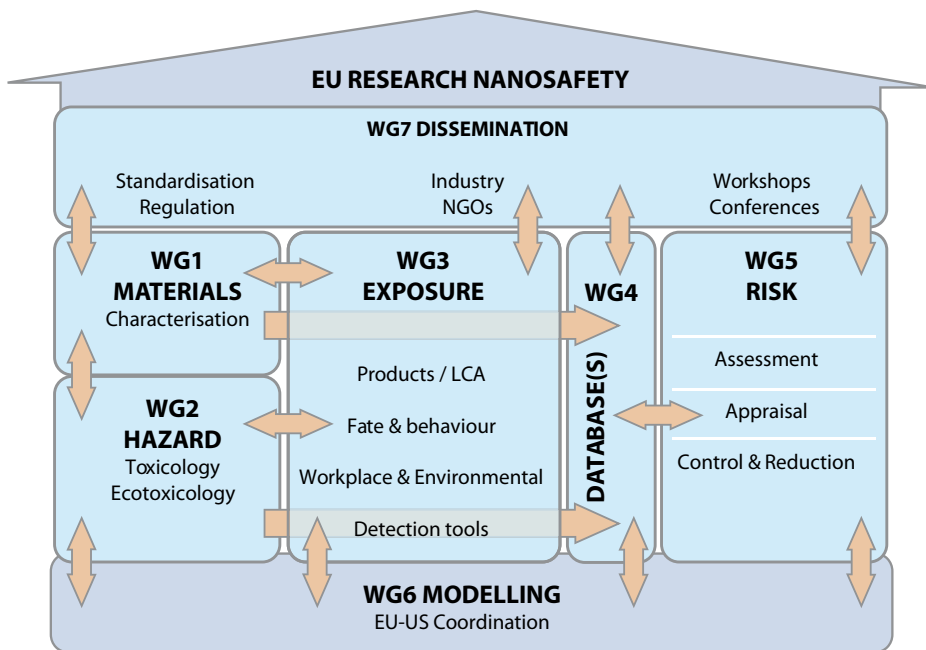 EU RESEARCH NANOSAFETY
WG7 DISSEMINATION
Standardisation
Regulation
Industry
NGOs
Workshops
Conferences
WG1
MATERIALS
Characterisation
WG2
HAZARD
Toxicology
Ecotoxicology
WG3
EXPOSURE
Products / LCA
Fate & behaviour
Workplace & Environmental
Detection tools
WG4
DATABASE(S)
WG5
RISK
Assessment
Appraisal
Control & Reduction
WG6 MODELLING
EU-US Coordination